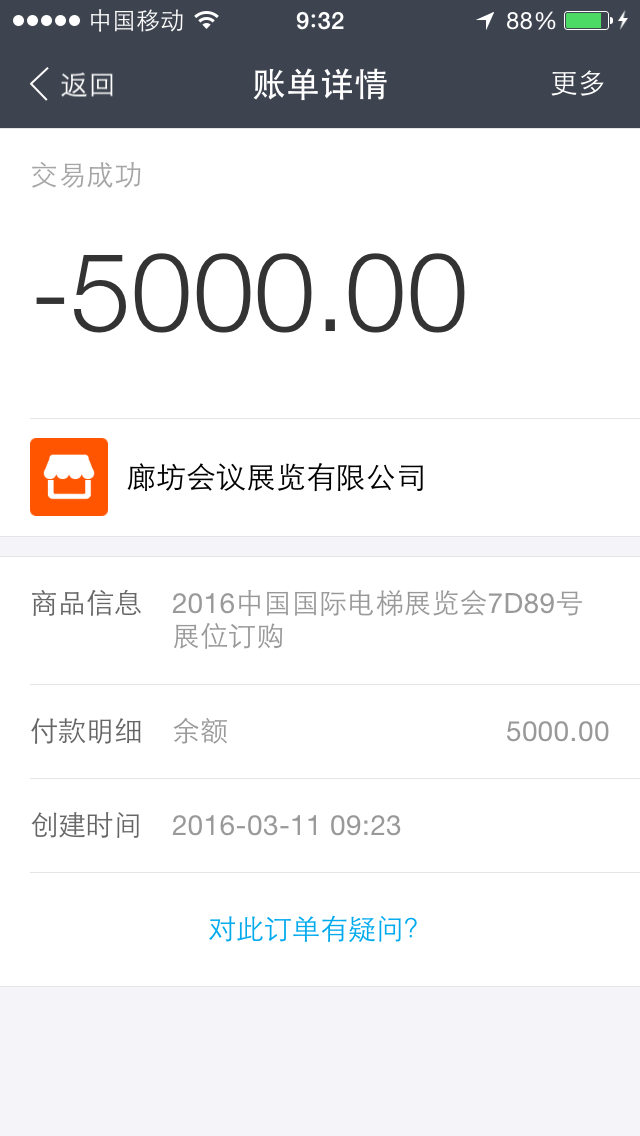 中国移动 9:32 88%
返回 账单详情 更多
交易成功
-5000.00
廊坊会议展览有限公司
商品信息 2016中国国际电梯展览会7D89号
展位订购
付款明细 余额 5000.00
创建时间 2016-03-11 09:23
对此订单有疑问?